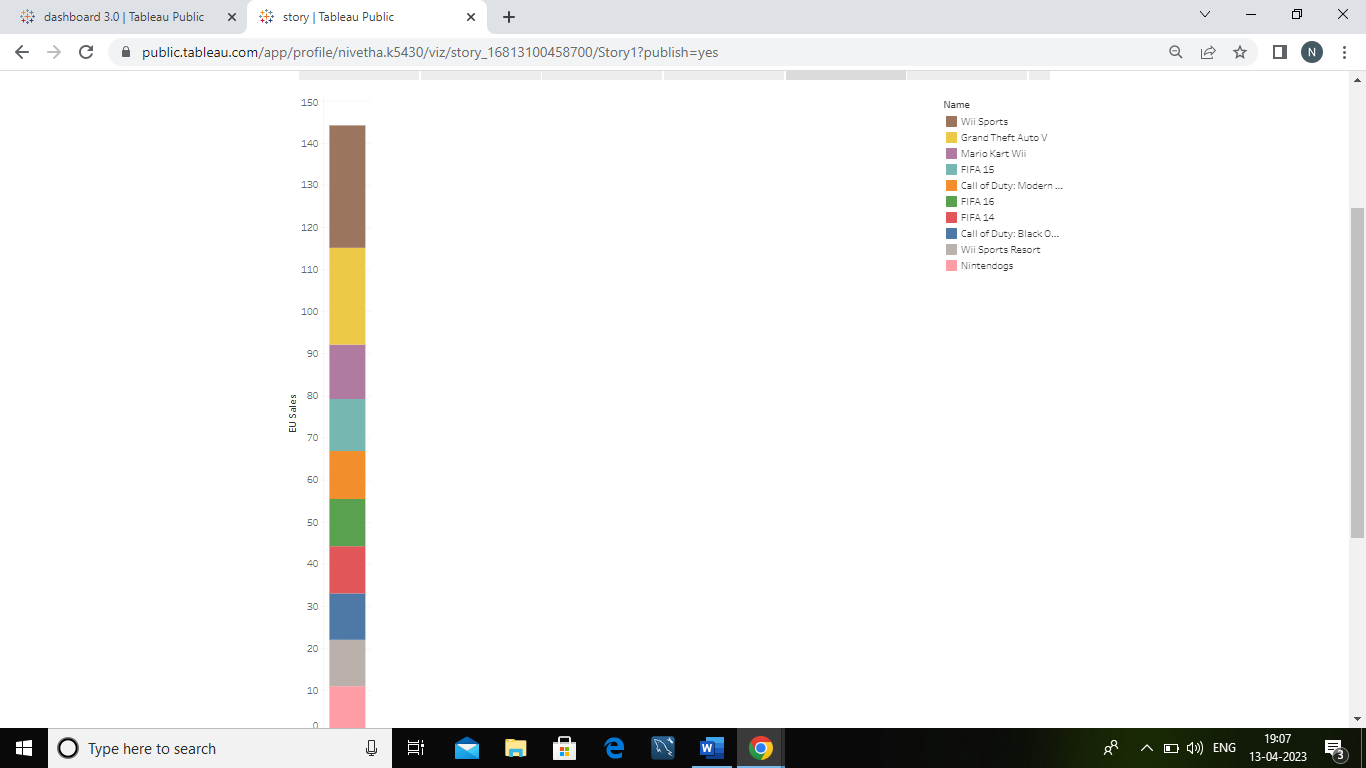 dashboard 3.0 | Tableau Public
story | Tableau Public
public.tableau.com/app/profile/nivetha.k5430/viz/story_16813100458700/Story1?publish=yes
N
150
140
130
120
110
100
90
80
70
60
50
40
30
20
10
0
EU Sales
Name
Wii Sports
Grand Theft Auto V
Mario Kart Wii
FIFA 15
Call of Duty: Modern ...
FIFA 16
FIFA 14
Call of Duty: Black O...
Wii Sports Resort
Nintendogs
Type here to search
ENG
19:07
13-04-2023
3